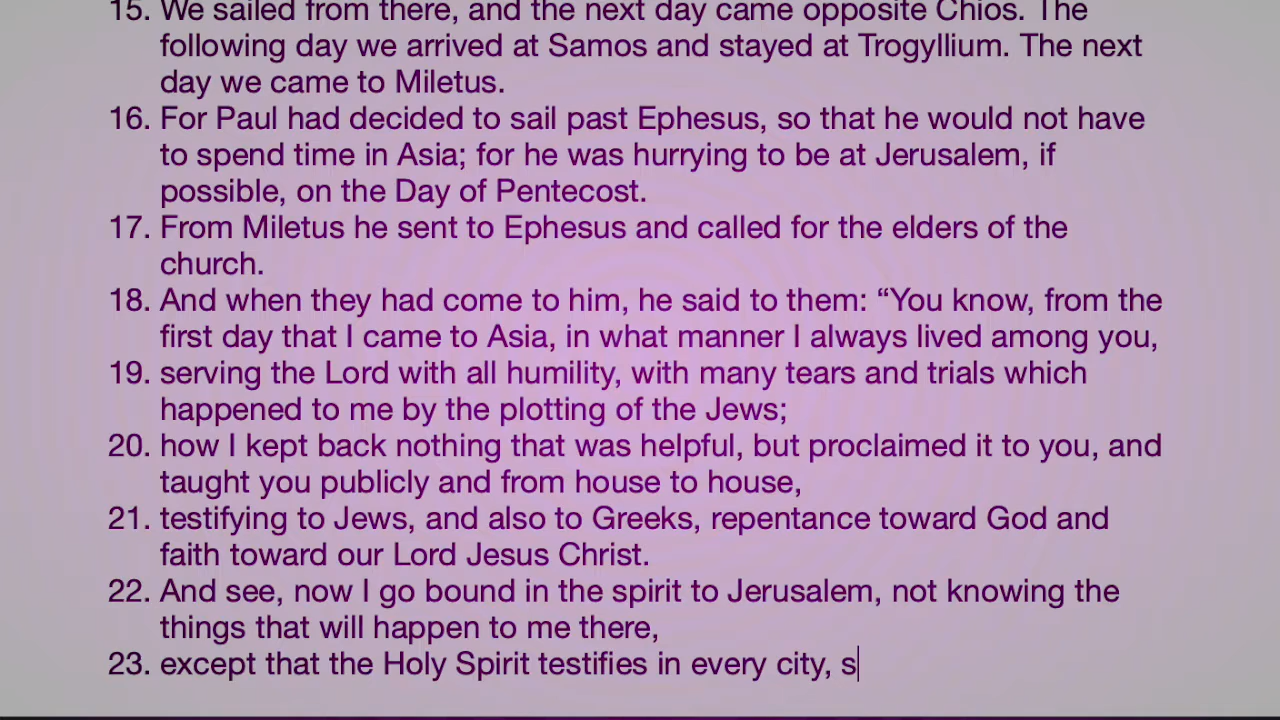 15. We sailed from there, and the next day came opposite Chios. The
following day we arrived at Samos and stayed at Trogyllium. The next
day we came to Miletus.
16. For Paul had decided to sail past Ephesus, so that he would not have
to spend time in Asia; for he was hurrying to be at Jerusalem, if
possible, on the Day of Pentecost.
17. From Miletus he sent to Ephesus and called for the elders of the
church.
18. And when they had come to him, he said to them: “You know, from the
first day that I came to Asia, in what manner I always lived among you,
19. serving the Lord with all humility, with many tears and trials which
happened to me by the plotting of the Jews;
20. how I kept back nothing that was helpful, but proclaimed it to you, and
taught you publicly and from house to house,
21. testifying to Jews, and also to Greeks, repentance toward God and
faith toward our Lord Jesus Christ.
22. And see, now I go bound in the spirit to Jerusalem, not knowing the
things that will happen to me there,
23. except that the Holy Spirit testifies in every city, s